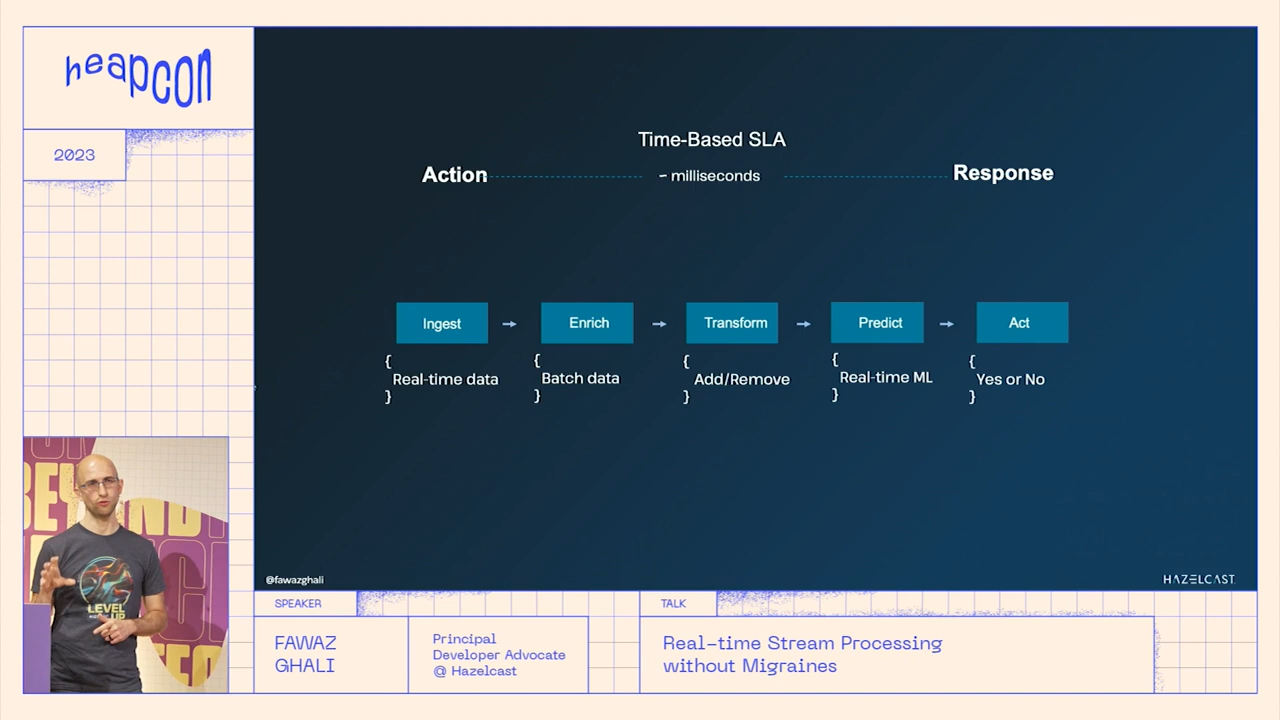 heapcon
2023
Time-Based SLA
Action
~ milliseconds
Response
Ingest
Enrich
Transform
Predict
Act
{
Real-time data
}
{
Batch data
}
{
Add/Remove
}
{
Real-time ML
}
{
Yes or No
}
@fawazghali
HAZELCAST
BEYOND
LEVEL
UP
SPEAKER
FAWAZ
GHALI
Principal
Developer Advocate
@ Hazelcast
TALK
Real-time Stream Processing
without Migraines